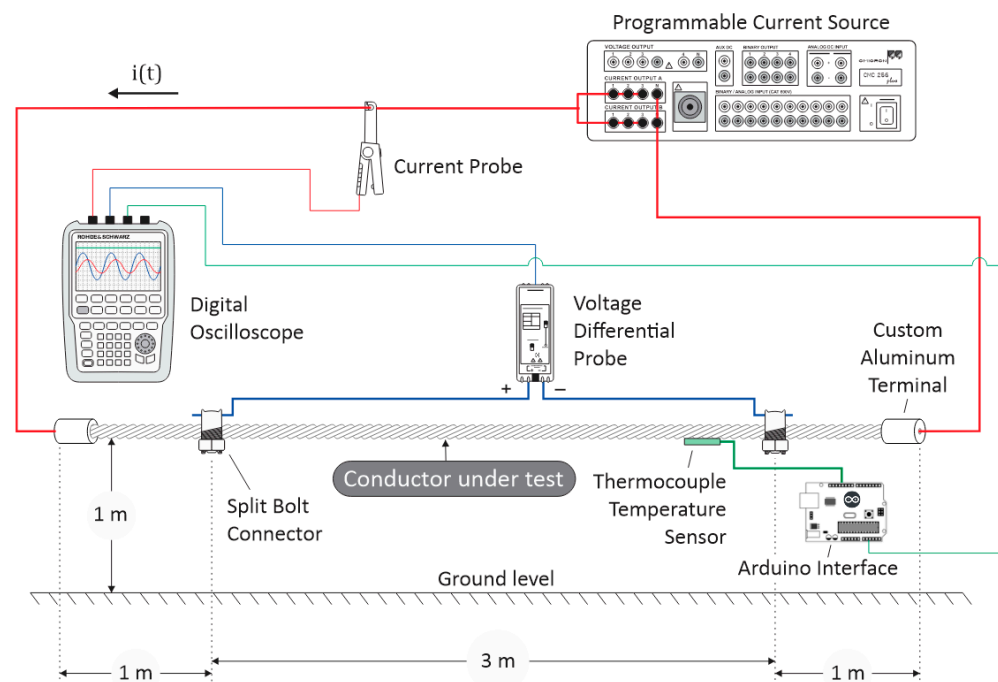 Programmable Current Source
VOLTAGE OUTPUT
AUX DC
BINARY OUTPUT
ANALOG DC INPUT
CURRENT OUTPUT A
CMC 256
plus
BINARY / ANALOG INPUT (CAT III/IV)
CURRENT OUTPUT B
i(t)
Current Probe
ROHDE & SCHWARZ
Digital
Oscilloscope
Voltage
Differential
Probe
Custom
Aluminum
Terminal
+ −
Conductor under test
Split Bolt
Connector
Thermocouple
Temperature
Sensor
Arduino Interface
1 m
Ground level
1 m
3 m
1 m